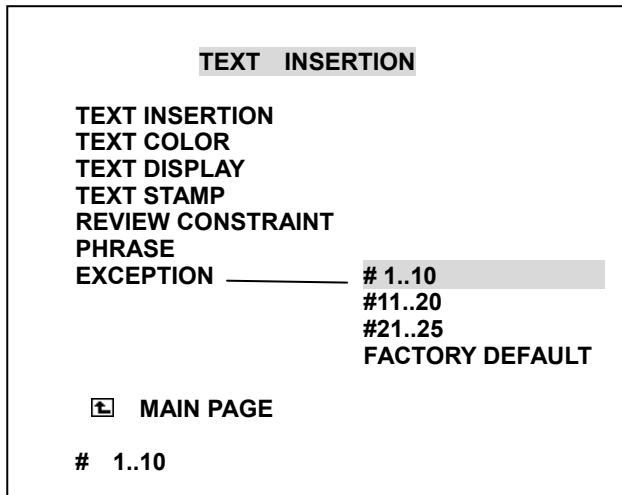 TEXT INSERTION
TEXT INSERTION
TEXT COLOR
TEXT DISPLAY
TEXT STAMP
REVIEW CONSTRAINT
PHRASE
EXCEPTION # 1..10
#11..20
#21..25
FACTORY DEFAULT
MAIN PAGE
# 1..10